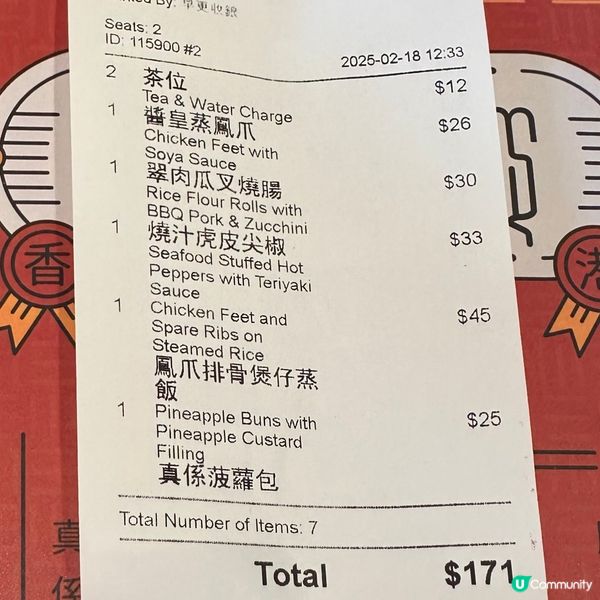 Seats: 2
ID: 115900 #2
2025-02-18 12:33
2 茶位 $12
Tea & Water Charge
1 醬皇蒸鳳爪 $26
Chicken Feet with
Soya Sauce
1 翠肉瓜叉燒腸 $30
Rice Flour Rolls with
BBQ Pork & Zucchini
1 燒汁虎皮尖椒 $33
Seafood Stuffed Hot
Peppers with Teriyaki
Sauce
1 Chicken Feet and $45
Spare Ribs on
Steamed Rice
鳳爪排骨煲仔蒸
飯
1 Pineapple Buns with $25
Pineapple Custard
Filling
真係菠蘿包
Total Number of Items: 7
Total $171
香
港
真
係
U Community